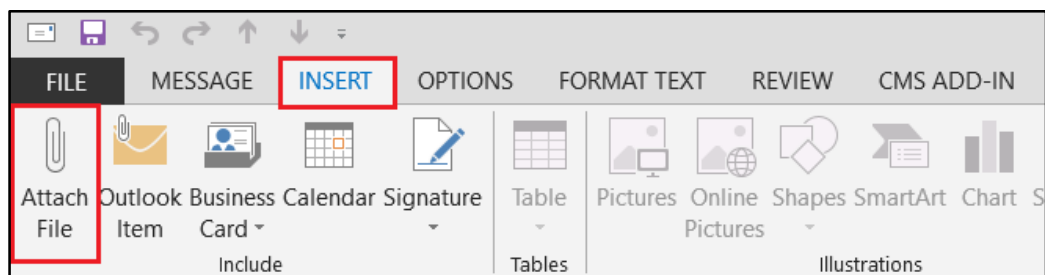 FILE MESSAGE INSERT OPTIONS FORMAT TEXT REVIEW CMS ADD-IN
Attach Outlook Business Calendar Signature Table Pictures Online Shapes SmartArt Chart
File Item Card Pictures
Include Tables Illustrations